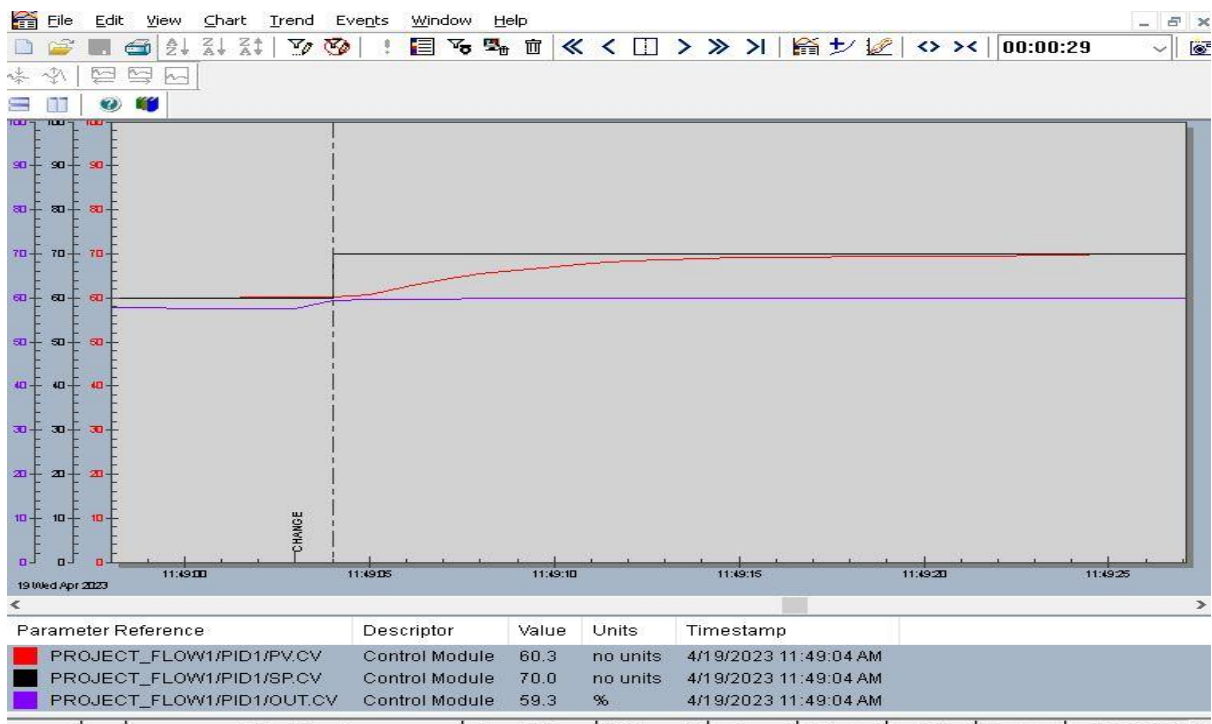 File Edit View Chart Trend Events Window Help
00:00:29
100 100 100
90 90 90
80 80 80
70 70 70
60 60 60
50 50 50
40 40 40
30 30 30
20 20 20
10 10 10
0 0 0
CHANGE
11:49:00 11:49:05 11:49:10 11:49:15 11:49:20 11:49:25
19 Wed Apr 2023
Parameter Reference Descriptor Value Units Timestamp
PROJECT_FLOW1/PID1/PV.CV Control Module 60.3 no units 4/19/2023 11:49:04 AM
PROJECT_FLOW1/PID1/SP.CV Control Module 70.0 no units 4/19/2023 11:49:04 AM
PROJECT_FLOW1/PID1/OUT.CV Control Module 59.3 % 4/19/2023 11:49:04 AM